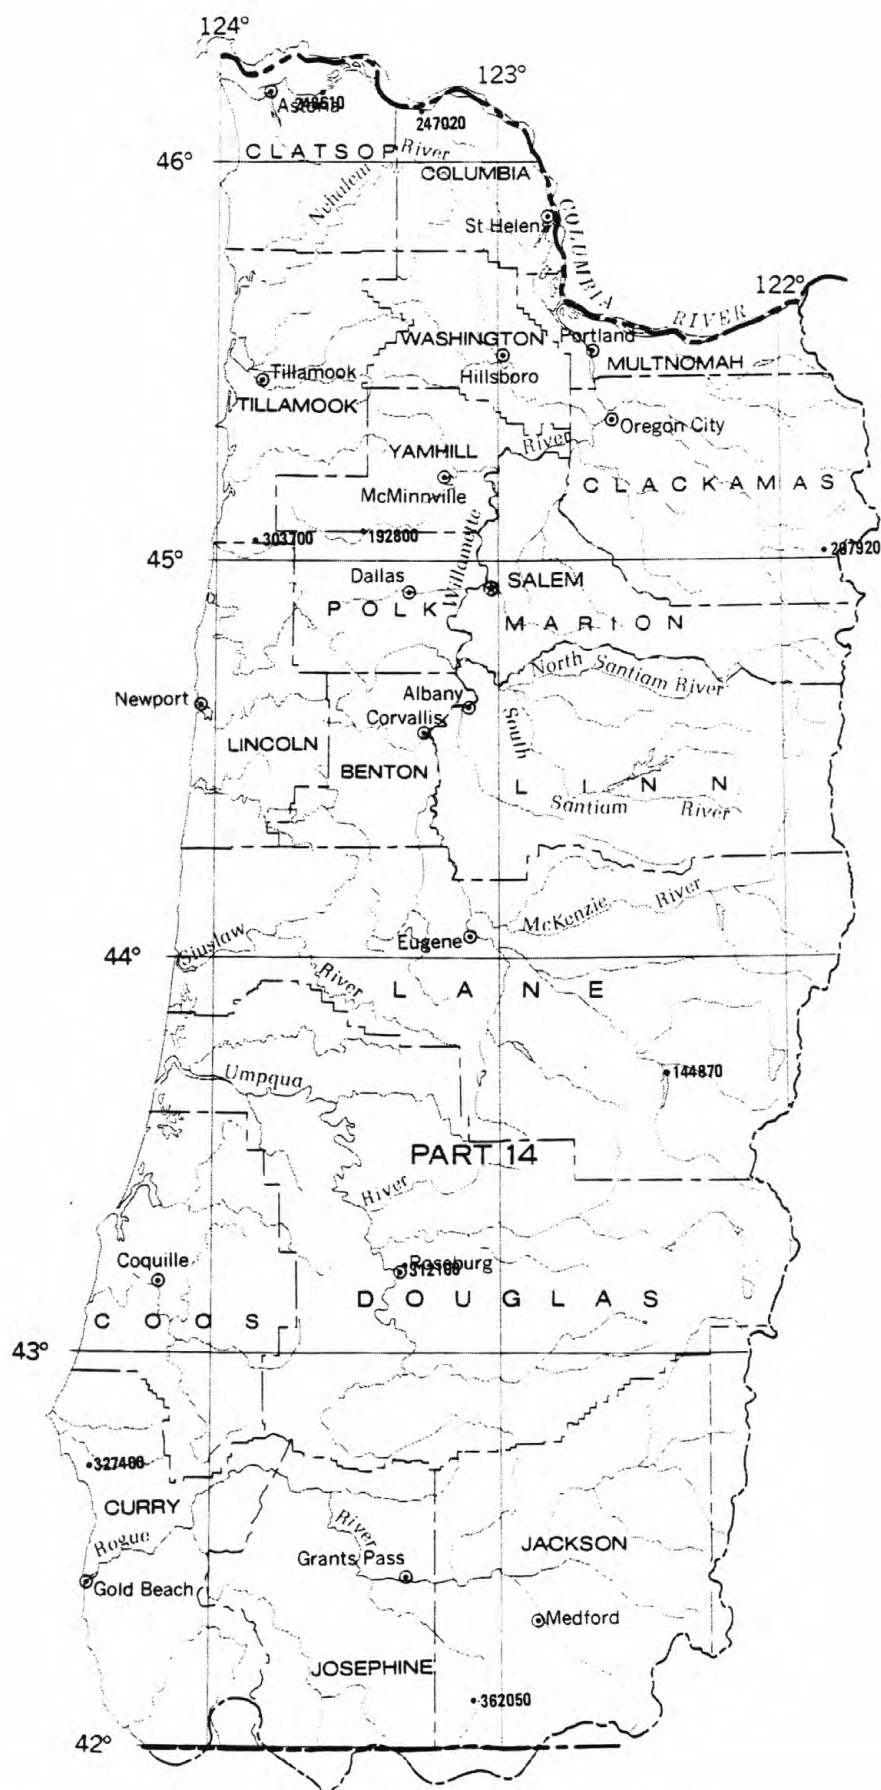 124°
123°
Astoria
248510
247020
CLATSOP
River
46°
COLUMBIA
Nehalem
St Helens
COLUMBIA
122°
RIVER
WASHINGTON
Portland
MULTNOMAH
Tillamook
Hillsboro
TILLAMOOK
Oregon City
River
YAMHILL
CLACKAMAS
McMinnville
303700
192800
45°
Willamette
Dallas
SALEM
POLK
MARION
North Santiam River
Newport
Albany
Corvallis
South
LINCOLN
BENTON
LINN
Santiam River
McKenzie River
Eugene
Siuslaw
44°
River
LANE
144870
Umpqua
PART 14
River
Coquille
Roseburg
312100
DOUGLAS
COOS
43°
CURRY
Rogue
River
JACKSON
Grants Pass
Gold Beach
Medford
JOSEPHINE
362050
42°